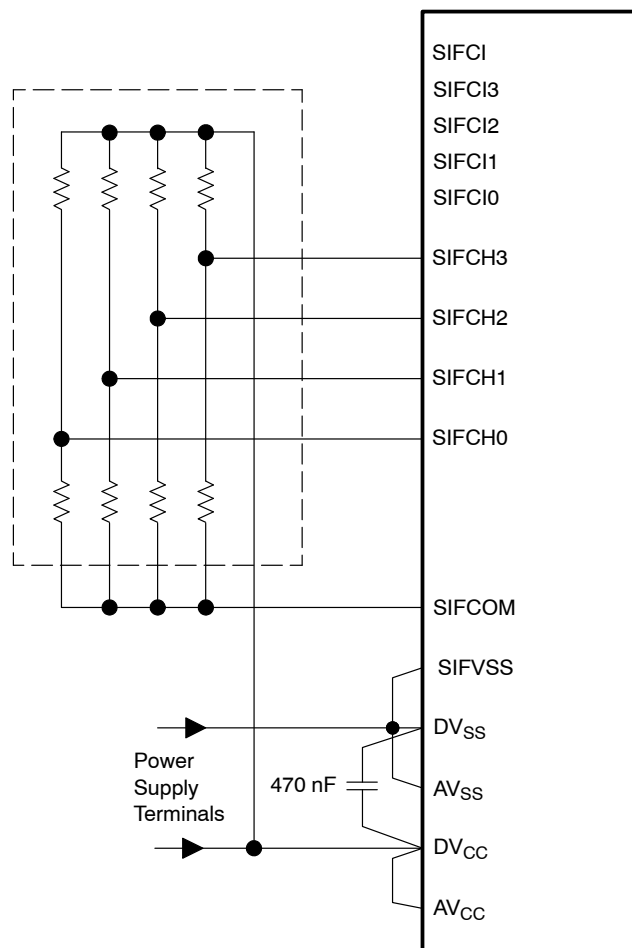 SIFCI
SIFCI3
SIFCI2
SIFCI1
SIFCI0
SIFCH3
SIFCH2
SIFCH1
SIFCH0
SIFCOM
SIFVSS
DVSS
Power
Supply
Terminals
470 nF
AVSS
DVCC
AVCC